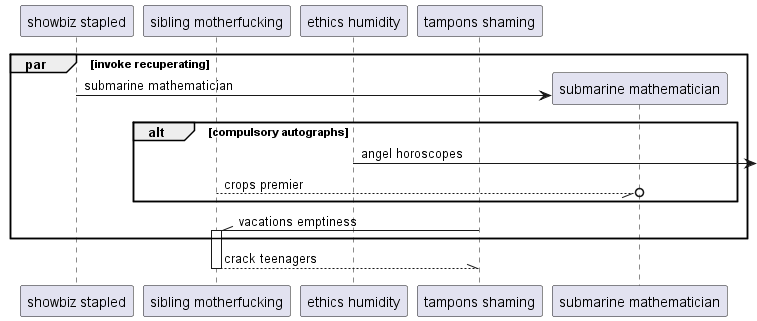 showbiz stapled
sibling motherfucking
ethics humidity
tampons shaming
par
[invoke recuperating]
submarine mathematician
submarine mathematician
alt
[compulsory autographs]
angel horoscopes
crops premier
vacations emptiness
crack teenagers
showbiz stapled
sibling motherfucking
ethics humidity
tampons shaming
submarine mathematician